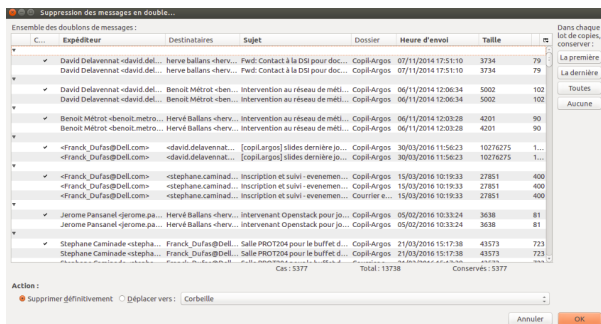 Suppression des messages en double...
Ensemble des doublons de messages : Dans chaque
lot de copies,
conserver :
C... Expéditeur Destinataires Sujet Dossier Heure d'envoi Taille
La première
La dernière
Toutes
Aucune
David Delavennat <david.del... herve ballans <herv... Fwd: Contact à la DSI pour doc... Copil-Argos 07/11/2014 17:51:10 3734 79
David Delavennat <david.del... herve ballans <herv... Fwd: Contact à la DSI pour doc... Copil-Argos 07/11/2014 17:51:10 3734 79
David Delavennat <david.del... Benoit Métrot <ben... Intervention au réseau de méti... Copil-Argos 06/11/2014 12:06:34 5002 102
David Delavennat <david.del... Benoit Métrot <ben... Intervention au réseau de méti... Copil-Argos 06/11/2014 12:06:34 5002 102
Benoit Métrot <benoit.metro... Hervé Ballans <herv... Intervention au réseau de méti... Copil-Argos 06/11/2014 12:03:28 4201 90
Benoit Métrot <benoit.metro... Hervé Ballans <herv... Intervention au réseau de méti... Copil-Argos 06/11/2014 12:03:28 4201 90
<Franck_Dufas@Dell.com> <david.delavennat... [copil.argos] slides dernière jo... Copil-Argos 30/03/2016 11:56:23 10276275 1...
<Franck_Dufas@Dell.com> <david.delavennat... [copil.argos] slides dernière jo... Copil-Argos 30/03/2016 11:56:23 10276275 1...
<Franck_Dufas@Dell.com> <stephane.caminad... Inscription et suivi - evenemen... Copil-Argos 15/03/2016 10:19:33 27851 400
<Franck_Dufas@Dell.com> <stephane.caminad... Inscription et suivi - evenemen... Copil-Argos 15/03/2016 10:19:33 27851 400
<Franck_Dufas@Dell.com> <stephane.caminad... Inscription et suivi - evenemen... Courrier e... 15/03/2016 10:19:33 27851 400
Jerome Pansanel <jerome.pa... Hervé Ballans <herv... intervenant Openstack pour jo... Copil-Argos 05/02/2016 10:33:24 3638 81
Jerome Pansanel <jerome.pa... Hervé Ballans <herv... intervenant Openstack pour jo... Copil-Argos 05/02/2016 10:33:24 3638 81
Stephane Caminade <stepha... Franck_Dufas@Dell... Salle PROT204 pour le buffet d... Copil-Argos 21/03/2016 15:17:38 43573 723
Stephane Caminade <stepha... Franck_Dufas@Dell... Salle PROT204 pour le buffet d... Copil-Argos 21/03/2016 15:17:38 43573 723
Cas : 5377 Total : 13738 Conservés : 5377
Action :
Supprimer définitivement Déplacer vers : Corbeille
Annuler OK